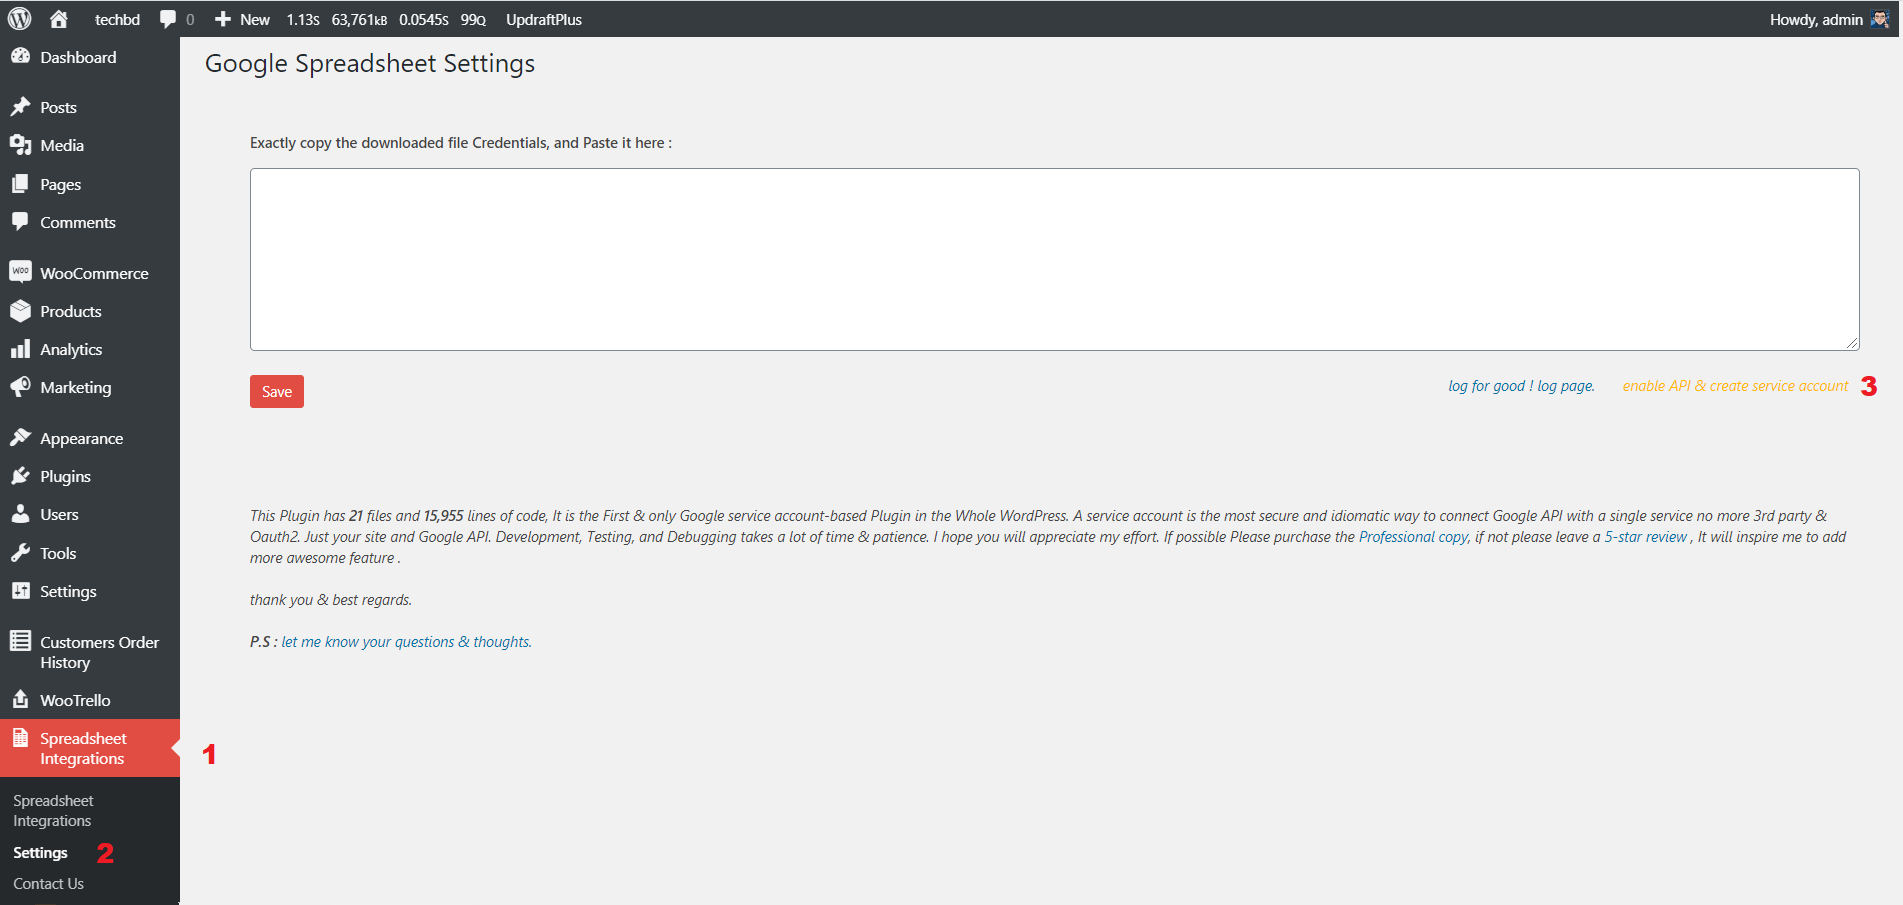 techbd 0 New 1.13S 63,761KB 0.0545S 99Q UpdraftPlus Howdy, admin
Dashboard
Posts
Media
Pages
Comments
WOO WooCommerce
Products
Analytics
Marketing
Appearance
Plugins
Users
Tools
Settings
Customers Order
History
WooTrello
Spreadsheet
Integrations
1
Spreadsheet
Integrations
Settings 2
Contact Us
Google Spreadsheet Settings
Exactly copy the downloaded file Credentials, and Paste it here :
Save
log for good ! log page. enable API & create service account 3
This Plugin has 21 files and 15,955 lines of code, It is the First & only Google service account-based Plugin in the Whole WordPress. A service account is the most secure and idiomatic way to connect Google API with a single service no more 3rd party &
Oauth2. Just your site and Google API. Development, Testing, and Debugging takes a lot of time & patience. I hope you will appreciate my effort. If possible Please purchase the Professional copy, if not please leave a 5-star review , It will inspire me to add
more awesome feature .
thank you & best regards.
P.S : let me know your questions & thoughts.